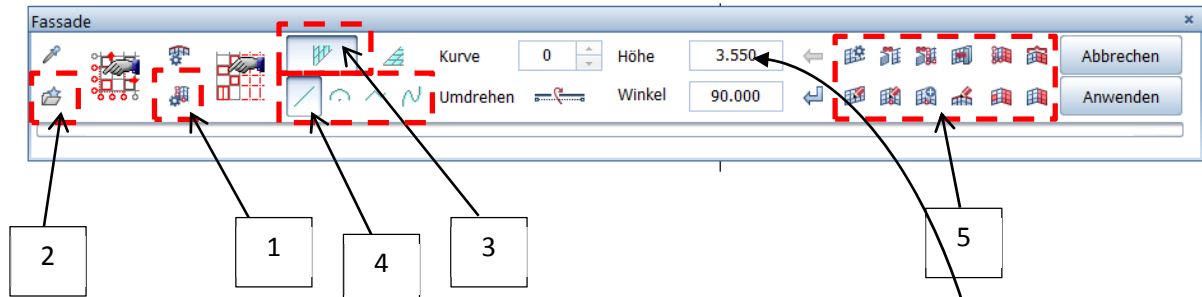 Fassade
Kurve 0 Höhe 3.550 Abbrechen
Umdrehen Winkel 90.000 Anwenden
2 1 4 3 5